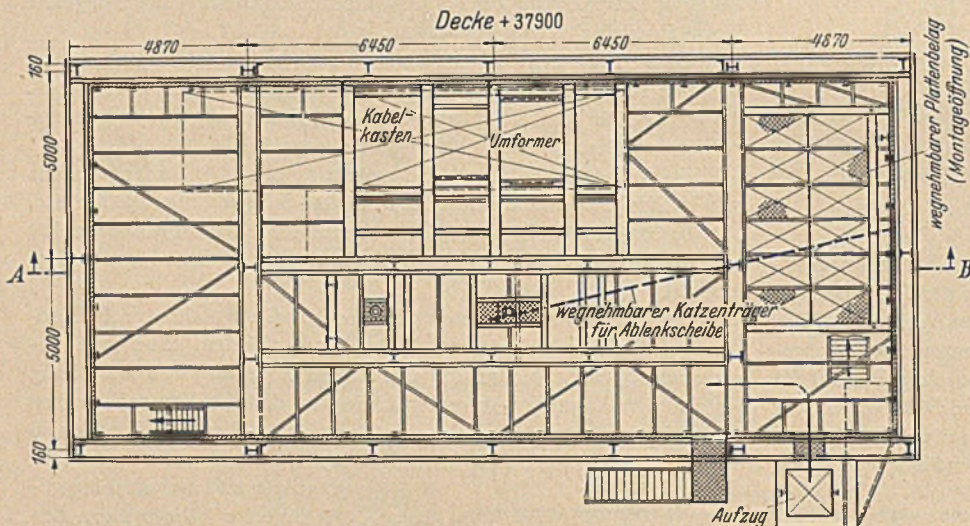 Decke + 37900
4870 6450 6450 4870
160
5000
5000
160
Kabel=
kasten
Umformer
wegnehmbarer Plattenbelag
(Montageöffnung)
A
B
wegnehmbarer Katzenträger
für Ablenkscheibe
Aufzug